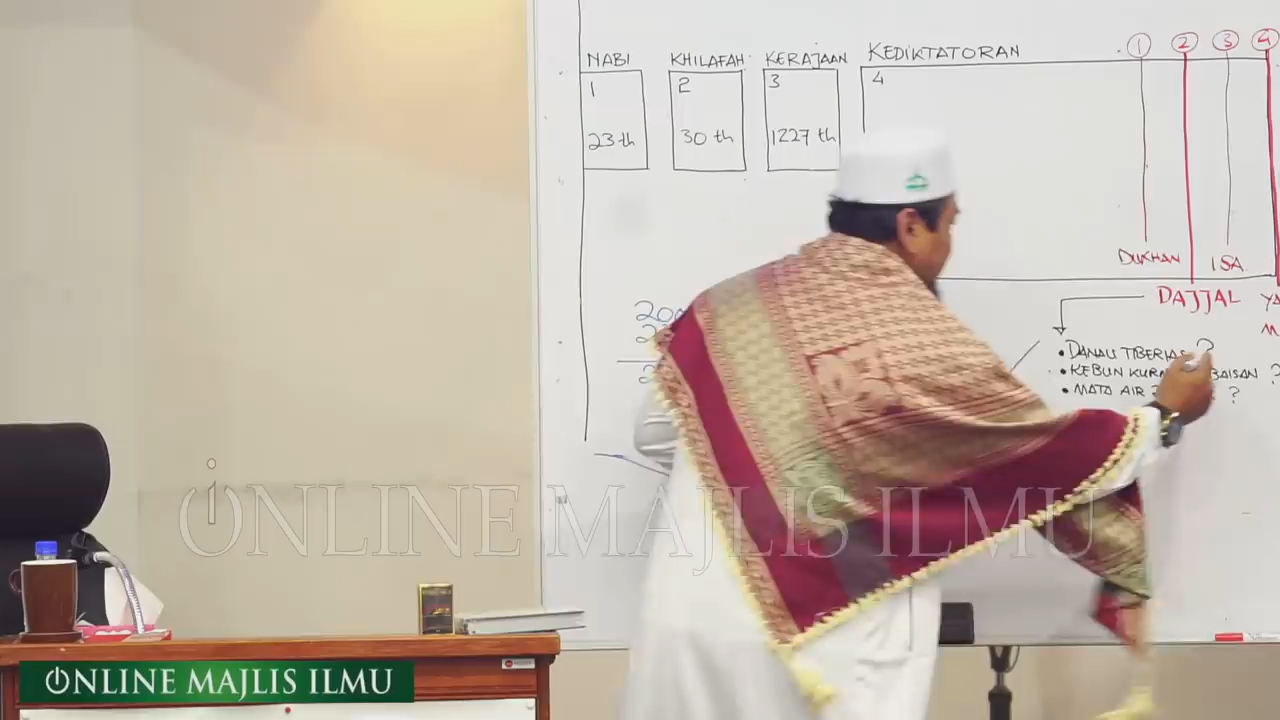 NABI KHILAFAH KERAJAAN KEDIKTATORAN 1 2 3 4
1 2 3 4
23 th 30 th 1227 th
DUKHAN ISA
DAJJAL
• DANAU TIBERIAS ?
• KEBUN BAISAN ?
• MATA AIR ?
ONLINE MAJLIS ILMU
ONLINE MAJLIS ILMU